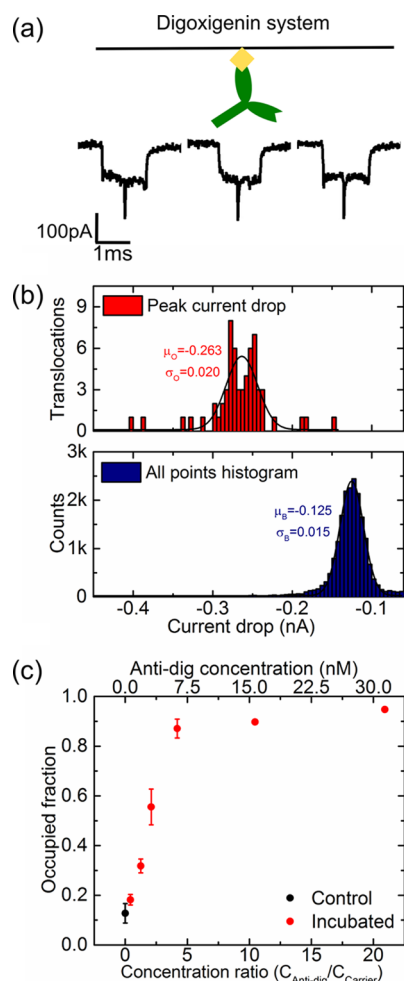 (a)
Digoxigenin system
100pA
1ms
(b)
9
6
3
0
Translocations
Peak current drop
μO=-0.263
σO=0.020
3k
2k
1k
0
Counts
All points histogram
μB=-0.125
σB=0.015
-0.4 -0.3 -0.2 -0.1
Current drop (nA)
(c)
Anti-dig concentration (nM)
0.0 7.5 15.0 22.5 30.0
1.0
0.8
0.6
0.4
0.2
0.0
Occupied fraction
Control
Incubated
0 5 10 15 20
Concentration ratio (CAnti-dig/CCarrier)